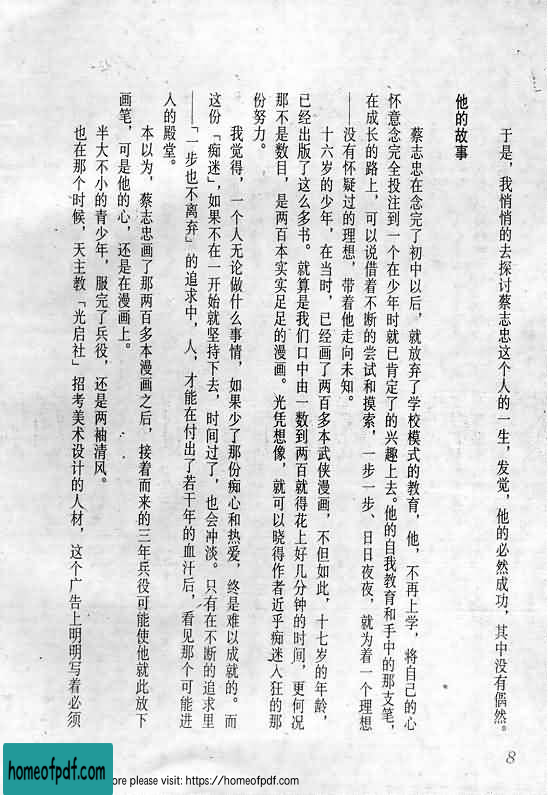 于是，我悄悄的去探讨蔡志忠这个人的一生，发觉，他的必然成功，其中没有偶然。
他的故事
蔡志忠在念完了初中以后，就放弃了学校模式的教育，他，不再上学，将自己的心
怀意念完全投注到一个在少年时就已肯定了的兴趣上去。他的自我教育和手中的那支笔，
在成长的路上，可以说借着不断的尝试和摸索，一步一步、日日夜夜，就为着一个理想
——没有怀疑过的理想，带着他走向未知。
十六岁的少年，在当时，已经画了两百多本武侠漫画，不但如此，十七岁的年龄，
已经出版了这么多书。就算是我们口中由一数到两百就得花上好几分钟的时间，更何况
那不是数目，是两百本实实足足的漫画。光凭想像，就可以晓得作者近乎痴迷入狂的那
份努力。
我觉得，一个人无论做什么事情，如果少了那份痴心和热爱，终是难以成就的。而
这份「痴迷」，如果不在一开始就坚持下去，时间过了，也会冲淡。只有在不断的追求里
——「一步也不离弃」的追求中，人，才能在付出了若干年的血汗后，看见那个可能进
人的殿堂。
本以为，蔡志忠画了那两百多本漫画之后，接着而来的三年兵役可能使他就此放下
画笔，可是他的心，还是在漫画上。
半大不小的青少年，服完了兵役，还是两袖清风。
也在那个时候，天主教「光启社」招考美术设计的人材，这个广告上明明写着必须
8
homeofpdf.com
ore please visit: https://homeofpdf.com